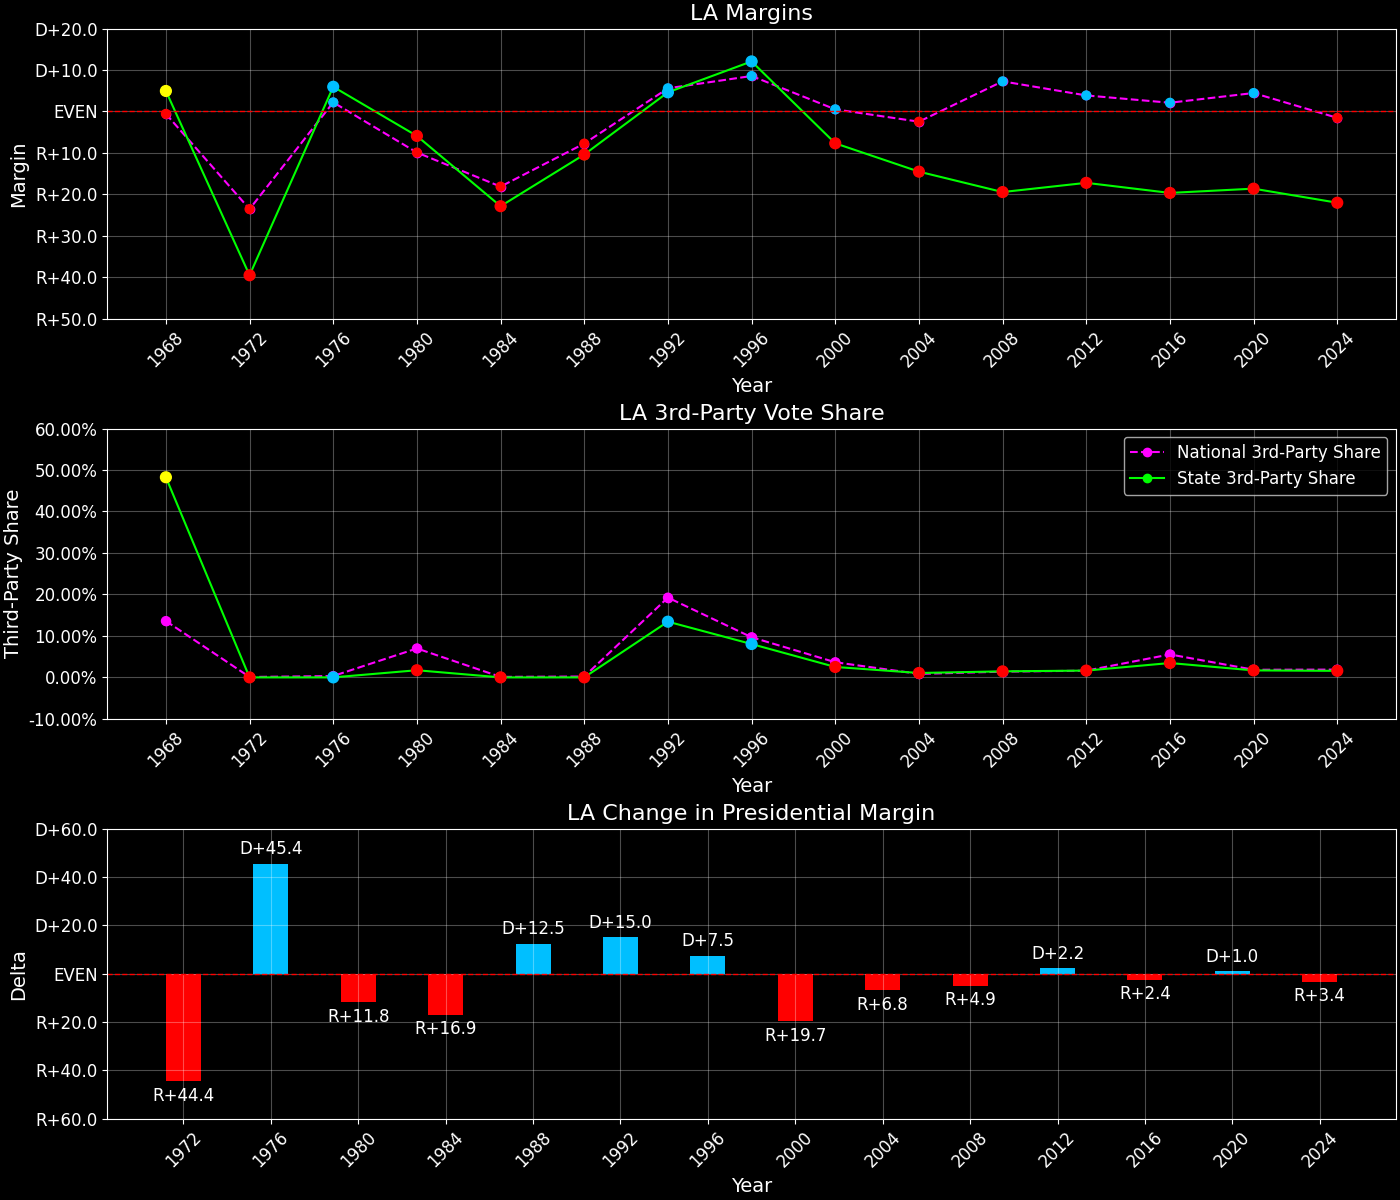 LA Margins
D+20.0
D+10.0
EVEN
R+10.0
R+20.0
R+30.0
R+40.0
R+50.0
Margin
1968
1972
1976
1980
1984
1988
1992
1996
2000
2004
2008
2012
2016
2020
2024
Year
LA 3rd-Party Vote Share
60.00%
50.00%
40.00%
30.00%
20.00%
10.00%
0.00%
-10.00%
Third-Party Share
National 3rd-Party Share
State 3rd-Party Share
1968
1972
1976
1980
1984
1988
1992
1996
2000
2004
2008
2012
2016
2020
2024
Year
LA Change in Presidential Margin
D+60.0
D+40.0
D+20.0
EVEN
R+20.0
R+40.0
R+60.0
Delta
R+44.4
D+45.4
R+11.8
R+16.9
D+12.5
D+15.0
D+7.5
R+19.7
R+6.8
R+4.9
D+2.2
R+2.4
D+1.0
R+3.4
1972
1976
1980
1984
1988
1992
1996
2000
2004
2008
2012
2016
2020
2024
Year